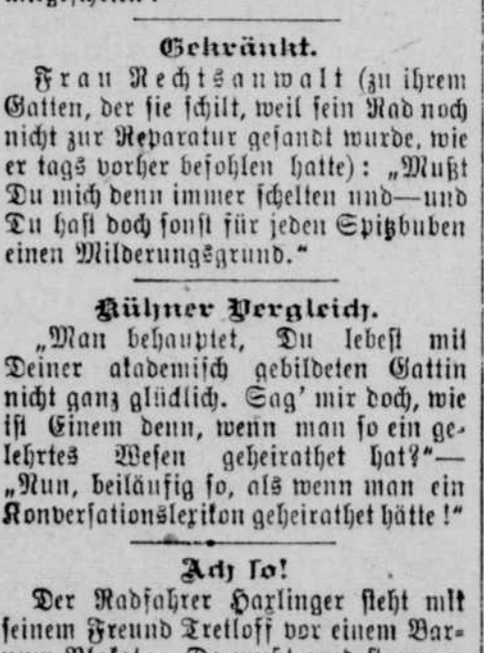 Gekränkt.
Frau Rechtsanwalt (zu ihrem
Gatten, der sie schilt, weil sein Rad noch
nicht zur Reparatur gesandt wurde, wie
er tags vorher befohlen hatte): „Mußt
Du mich denn immer schelten und—und
Du hast doch sonst für jeden Spitzbuben
einen Milderungsgrund.“
Kühner Vergleich.
„Man behauptet, Du lebest mit
Deiner akademisch gebildeten Gattin
nicht ganz glücklich. Sag' mir doch, wie
ist Einem denn, wenn man so ein ge-
lehrtes Wesen geheirathet hat?“—
„Nun, beiläufig so, als wenn man ein
Konversationslexikon geheirathet hätte!“
Ach so!
Der Radfahrer Haxlinger steht mit
seinem Freund Tretloff vor einem Bar-